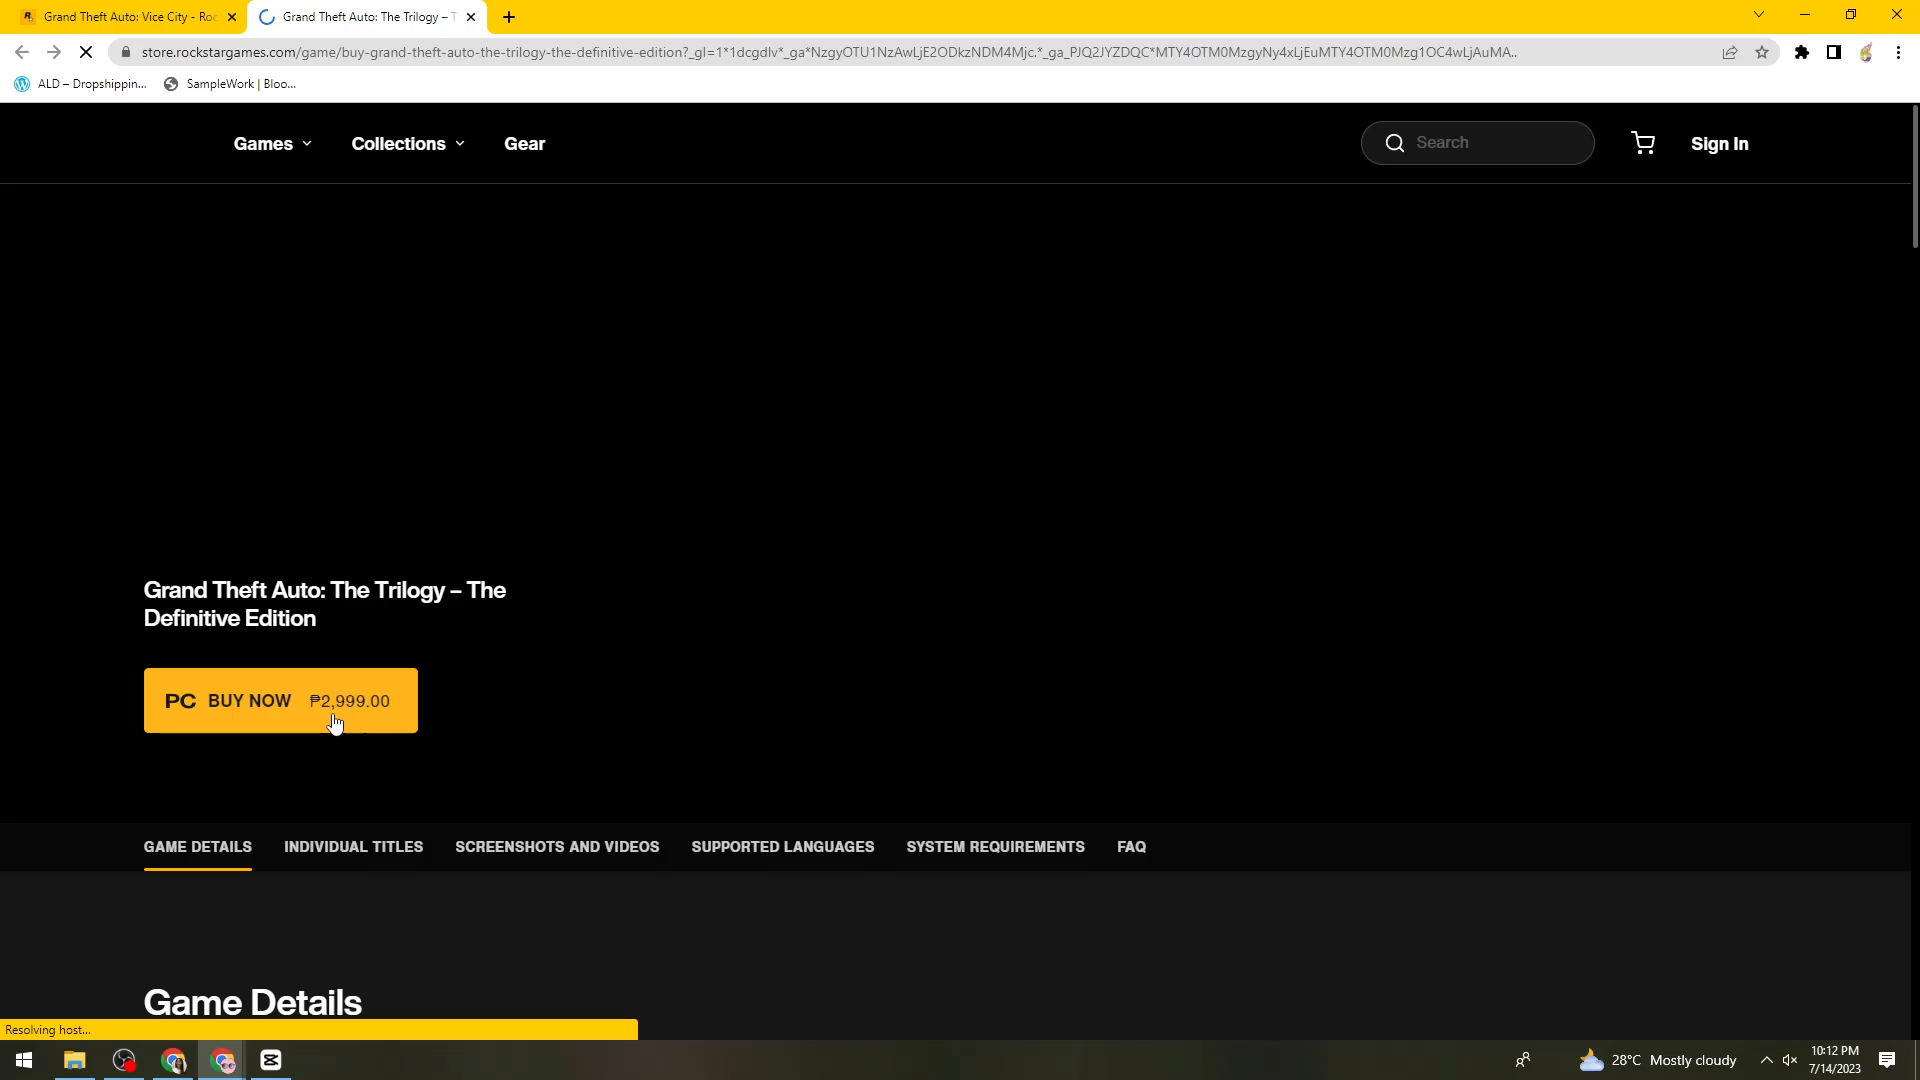 Grand Theft Auto: Vice City - Roc
Grand Theft Auto: The Trilogy – T
store.rockstargames.com/game/buy-grand-theft-auto-the-trilogy-the-definitive-edition?_gl=1*1dcgdlv*_ga*NzgyOTU1NzAwLjE2ODkzNDM4Mjc.*_ga_PJQ2JYZDQC*MTY4OTM0MzgyNy4xLjEuMTY4OTM0Mzg1OC4wLjAuMA..
ALD – Dropshippin...
SampleWork | Bloo...
Games
Collections
Gear
Search
Sign In
Grand Theft Auto: The Trilogy – The
Definitive Edition
PC BUY NOW ₱2,999.00
GAME DETAILS
INDIVIDUAL TITLES
SCREENSHOTS AND VIDEOS
SUPPORTED LANGUAGES
SYSTEM REQUIREMENTS
FAQ
Game Details
Resolving host...
28°C Mostly cloudy
10:12 PM
7/14/2023